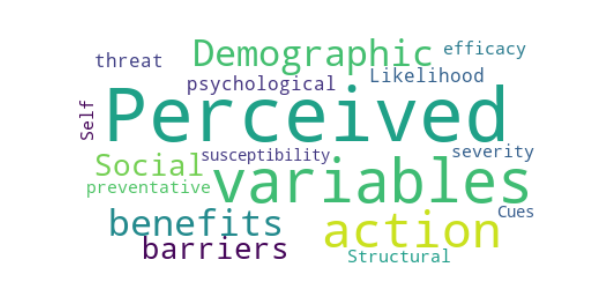 threat Demographic efficacy
psychological Likelihood
Self Perceived
Social susceptibility severity
preventative variables
benefits action Cues
barriers Structural